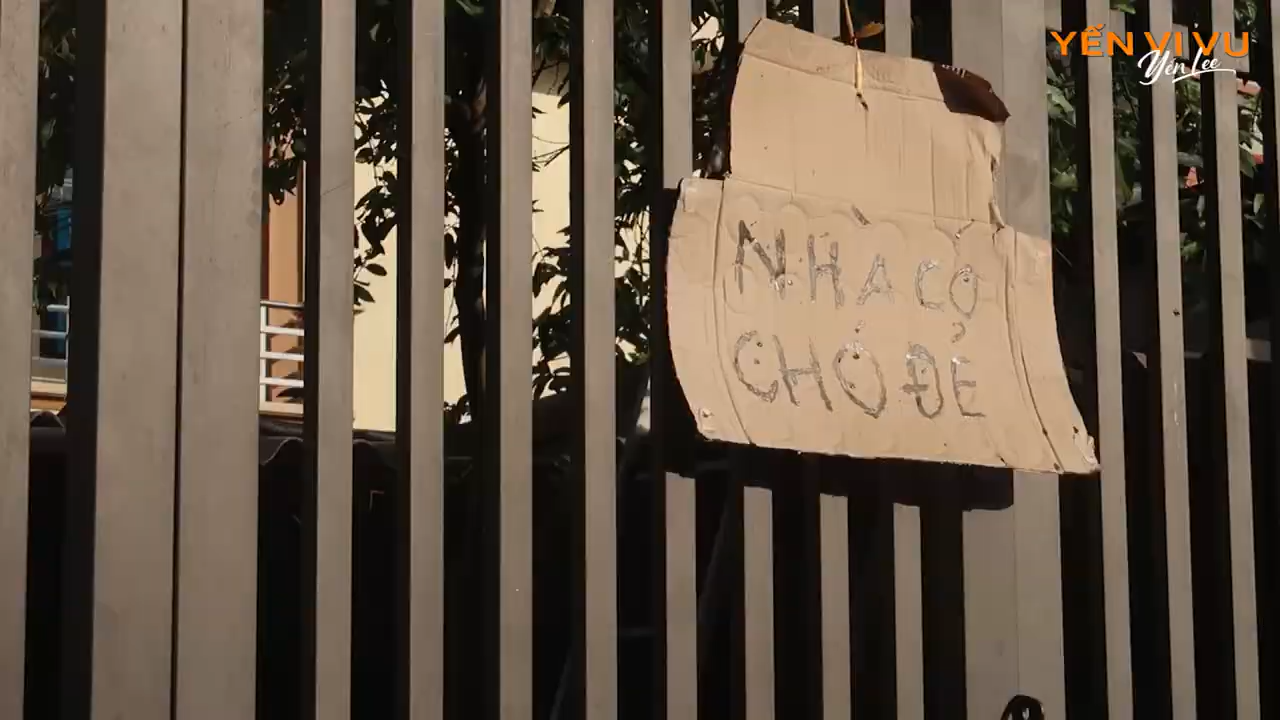 YẾN VI VU
Yến Lee
NHÀ CÓ
CHÓ ĐẺ